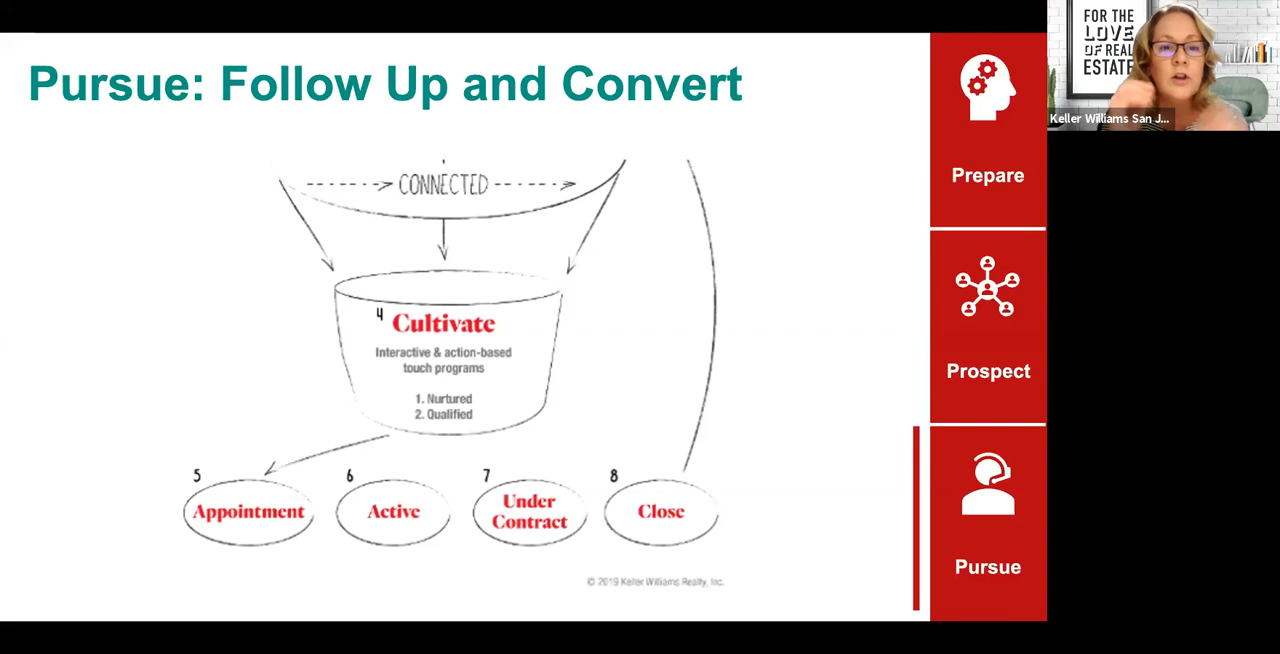 Pursue: Follow Up and Convert
CONNECTED
4
Cultivate
Interactive & action-based
touch programs
1. Nurtured
2. Qualified
5
Appointment
6
Active
7
Under
Contract
8
Close
© 2019 Keller Williams Realty, Inc.
Prepare
Prospect
Pursue
FOR THE
LOVE
OF REAL
ESTATE
Keller Williams San J...